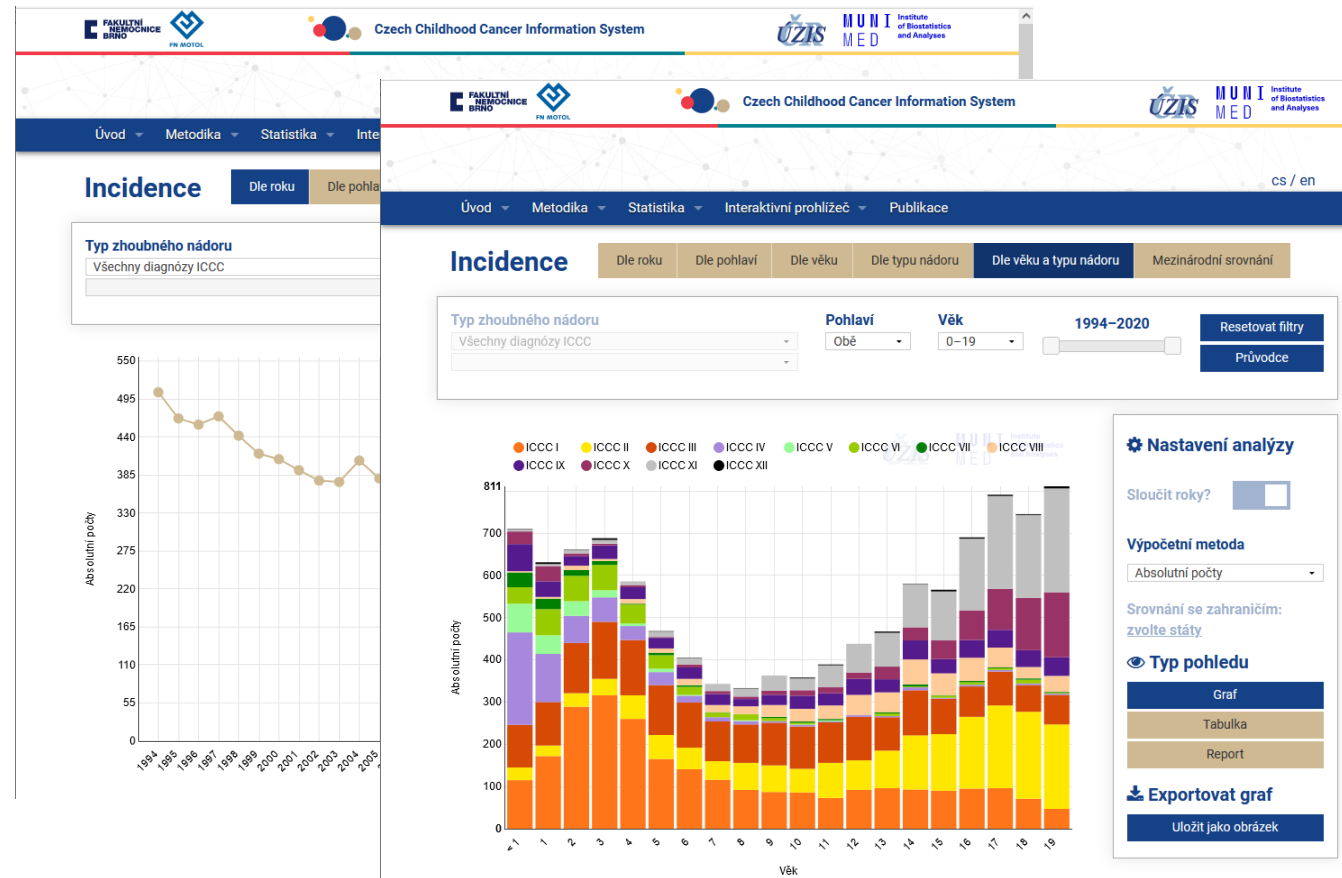 FAKULTNÍ
NEMOCNICE
BRNO
FN MOTOL
Czech Childhood Cancer Information System
ÚZIS
MUNI
MED
Institute
of Biostatistics
and Analyses
Úvod
Metodika
Statistika
Inte
Incidence
Dle roku
Dle pohla
Typ zhoubného nádoru
Všechny diagnózy ICCC
550
495
440
385
330
275
220
165
110
55
0
Absolutní počty
1994 1995 1996 1997 1998 1999 2000 2001 2002 2003 2004 2005
FAKULTNÍ
NEMOCNICE
BRNO
FN MOTOL
Czech Childhood Cancer Information System
ÚZIS
MUNI
MED
Institute
of Biostatistics
and Analyses
cs / en
Úvod
Metodika
Statistika
Interaktivní prohlížeč
Publikace
Incidence
Dle roku
Dle pohlaví
Dle věku
Dle typu nádoru
Dle věku a typu nádoru
Mezinárodní srovnání
Typ zhoubného nádoru
Všechny diagnózy ICCC
Pohlaví
Obě
Věk
0–19
1994–2020
Resetovat filtry
Průvodce
ICCC I ICCC II ICCC III ICCC IV ICCC V ICCC VI ICCC VII ICCC VIII
ICCC IX ICCC X ICCC XI ICCC XII
811
700
600
500
400
300
200
100
0
Absolutní počty
< 1 1 2 3 4 5 6 7 8 9 10 11 12 13 14 15 16 17 18 19
Věk
Nastavení analýzy
Sloučit roky?
Výpočetní metoda
Absolutní počty
Srovnání se zahraničím:
zvolte státy
Typ pohledu
Graf
Tabulka
Report
Exportovat graf
Uložit jako obrázek